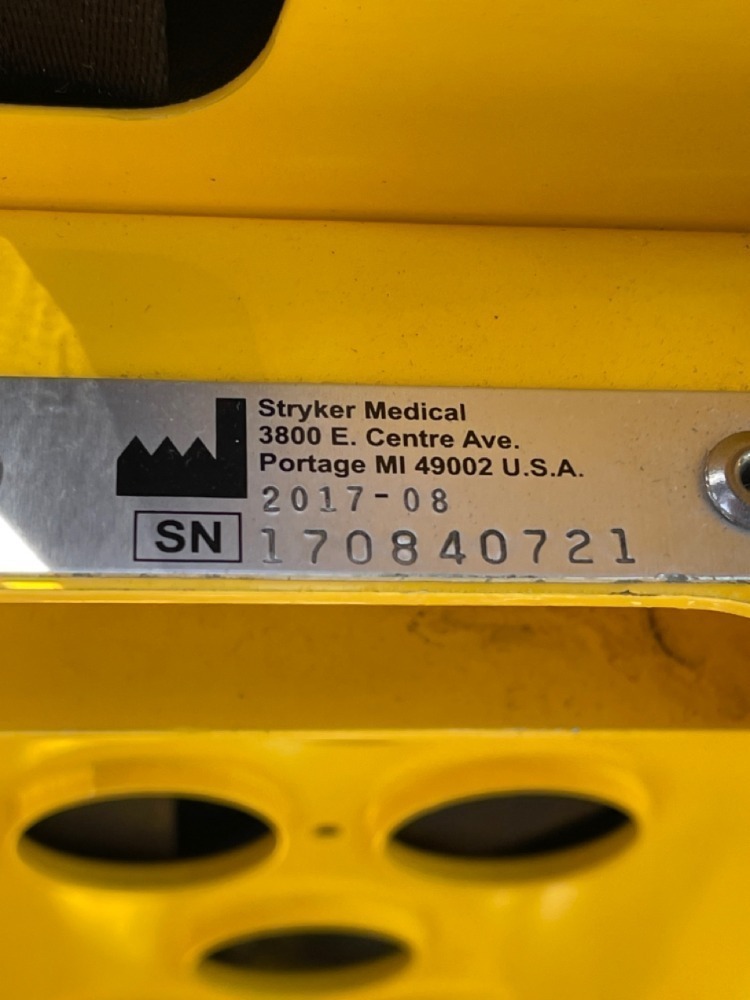 Stryker Medical
3800 E. Centre Ave.
Portage MI 49002 U.S.A.
2017-08
SN 170840721